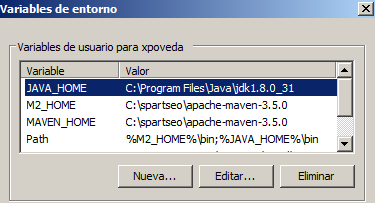 Variables de entorno
Variables de usuario para xpoveda
Variable Valor
JAVA_HOME C:\Program Files\Java\jdk1.8.0_31
M2_HOME C:\spartseo\apache-maven-3.5.0
MAVEN_HOME C:\spartseo\apache-maven-3.5.0
Path %M2_HOME%\bin;%JAVA_HOME%\bin
Nueva... Editar... Eliminar